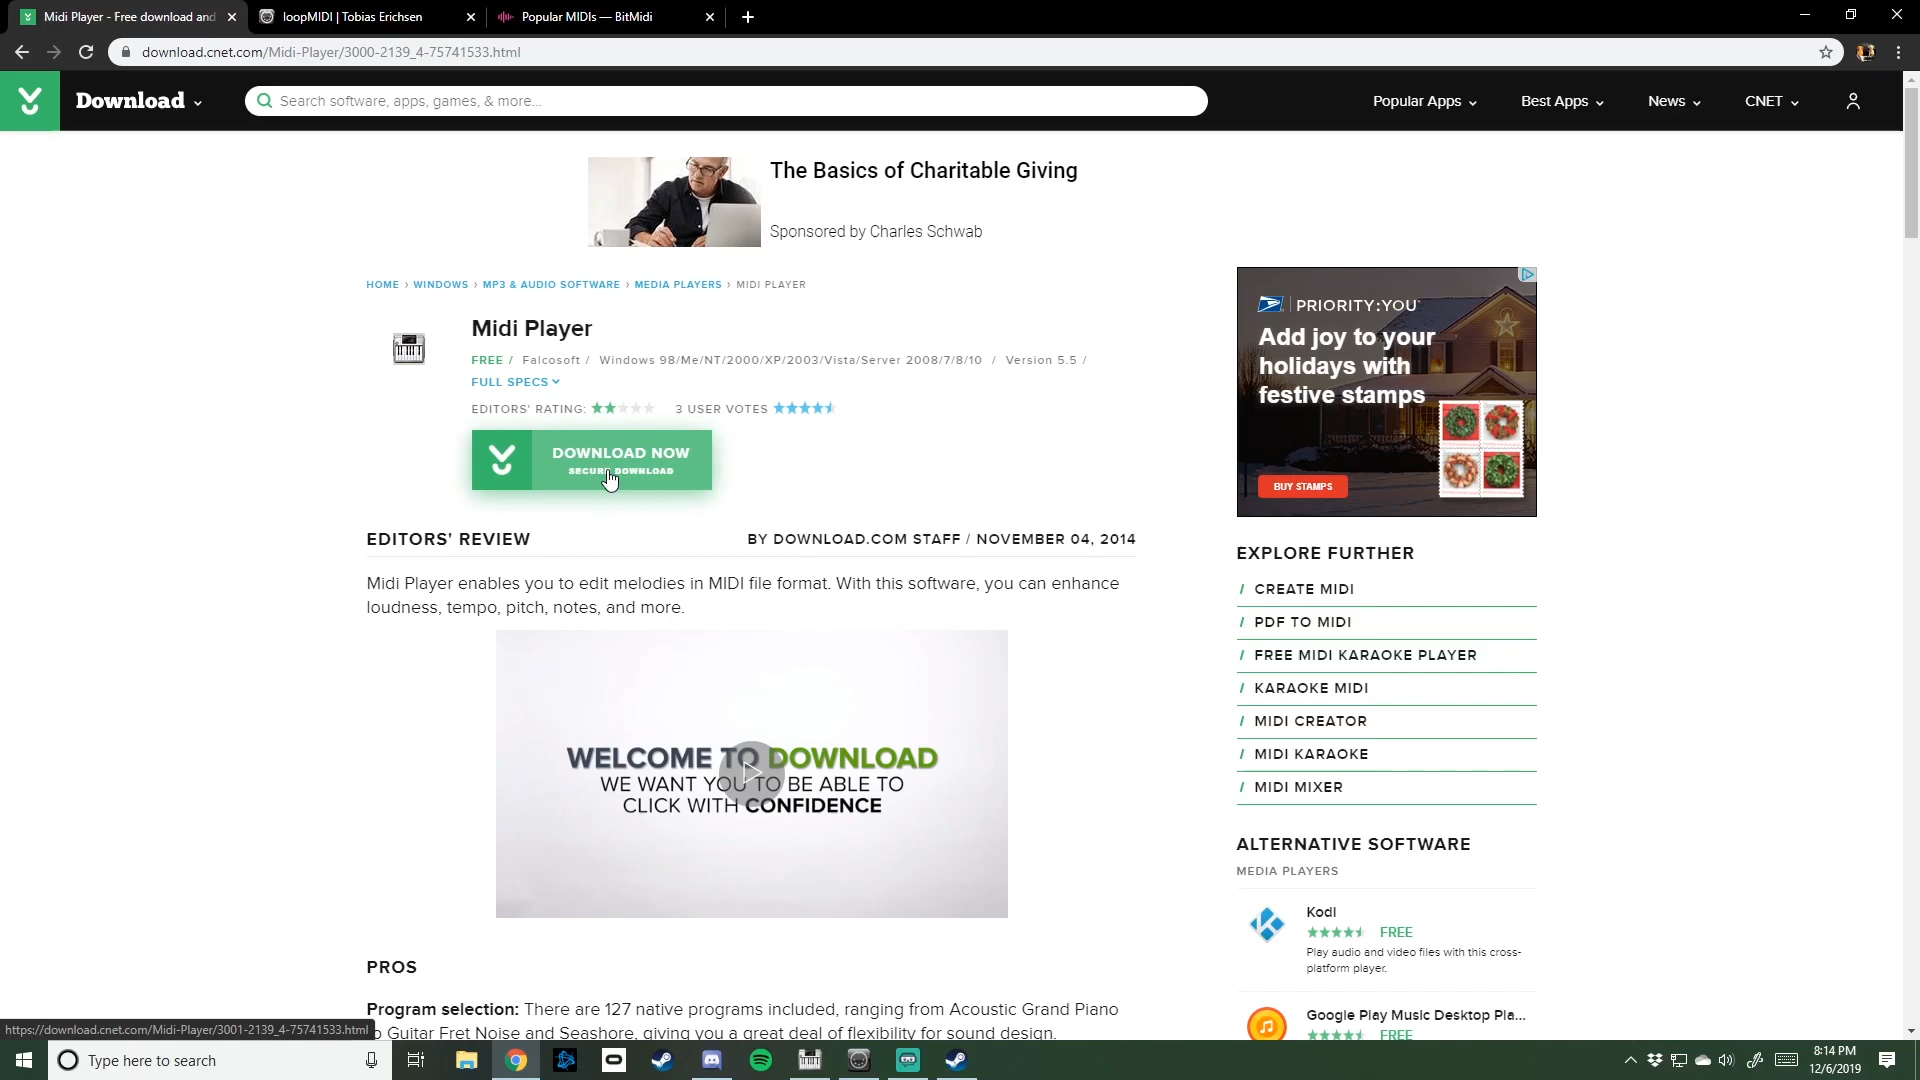 Midi Player - Free download and
loopMIDI | Tobias Erichsen
Popular MIDIs — BitMidi
download.cnet.com/Midi-Player/3000-2139_4-75741533.html
Download
Search software, apps, games, & more...
Popular Apps
Best Apps
News
CNET
The Basics of Charitable Giving
Sponsored by Charles Schwab
HOME › WINDOWS › MP3 & AUDIO SOFTWARE › MEDIA PLAYERS › MIDI PLAYER
Midi Player
FREE / Falcosoft / Windows 98/Me/NT/2000/XP/2003/Vista/Server 2008/7/8/10 / Version 5.5 /
FULL SPECS
EDITORS' RATING: 3 USER VOTES
DOWNLOAD NOW
SECURE DOWNLOAD
PRIORITY:YOU
Add joy to your
holidays with
festive stamps
BUY STAMPS
EDITORS' REVIEW
BY DOWNLOAD.COM STAFF / NOVEMBER 04, 2014
Midi Player enables you to edit melodies in MIDI file format. With this software, you can enhance
loudness, tempo, pitch, notes, and more.
WELCOME TO DOWNLOAD
WE WANT YOU TO BE ABLE TO
CLICK WITH CONFIDENCE
PROS
Program selection: There are 127 native programs included, ranging from Acoustic Grand Piano
to Guitar Fret Noise and Seashore, giving you a great deal of flexibility for sound design.
EXPLORE FURTHER
/ CREATE MIDI
/ PDF TO MIDI
/ FREE MIDI KARAOKE PLAYER
/ KARAOKE MIDI
/ MIDI CREATOR
/ MIDI KARAOKE
/ MIDI MIXER
ALTERNATIVE SOFTWARE
MEDIA PLAYERS
Kodi
FREE
Play audio and video files with this cross-
platform player.
Google Play Music Desktop Pla...
FREE
https://download.cnet.com/Midi-Player/3001-2139_4-75741533.html
Type here to search
8:14 PM
12/6/2019